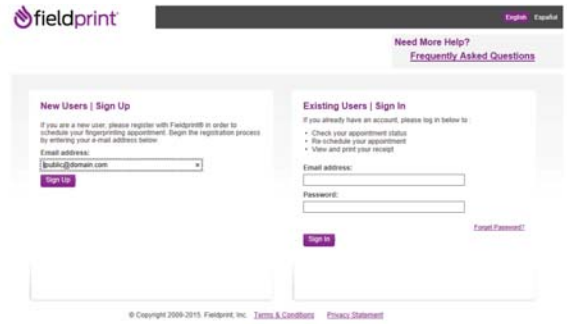 fieldprint
English Español
Need More Help?
Frequently Asked Questions
New Users | Sign Up
If you are a new user, please register with Fieldprint® in order to
schedule your fingerprinting appointment. Begin the registration process
by entering your e-mail address below
Email address:
jpublic@domain.com ×
Sign Up
Existing Users | Sign In
If you already have an account, please log in below to
• Check your appointment status
• Re-schedule your appointment
• View and print your receipt
Email address:
Password:
Forgot Password?
Sign In
© Copyright 2009-2015. Fieldprint, Inc. Terms & Conditions Privacy Statement